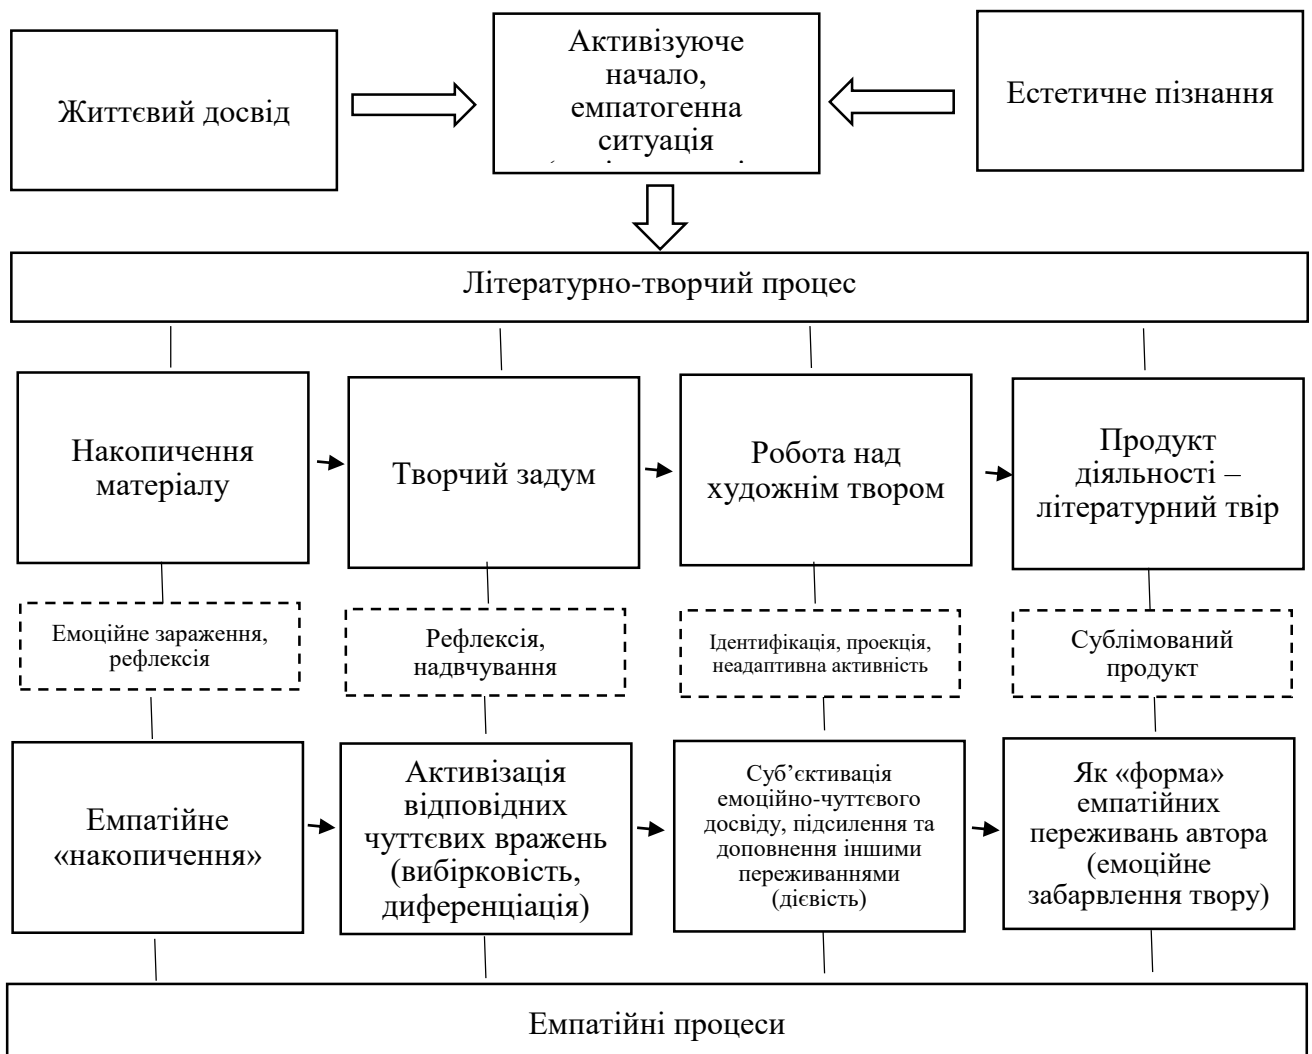 Життєвий досвід
Активізуюче
начало,
емпатогенна
ситуація
Естетичне пізнання
Літературно-творчий процес
Накопичення
матеріалу
Творчий задум
Робота над
художнім твором
Продукт
діяльності –
літературний твір
Емоційне зараження,
рефлексія
Рефлексія,
надвчування
Ідентифікація, проекція,
неадаптивна активність
Сублімований
продукт
Емпатійне
«накопичення»
Активізація
відповідних
чуттєвих вражень
(вибірковість,
диференціація)
Суб’єктивація
емоційно-чуттєвого
досвіду, підсилення та
доповнення іншими
переживаннями
(дієвість)
Як «форма»
емпатійних
переживань автора
(емоційне
забарвлення твору)
Емпатійні процеси